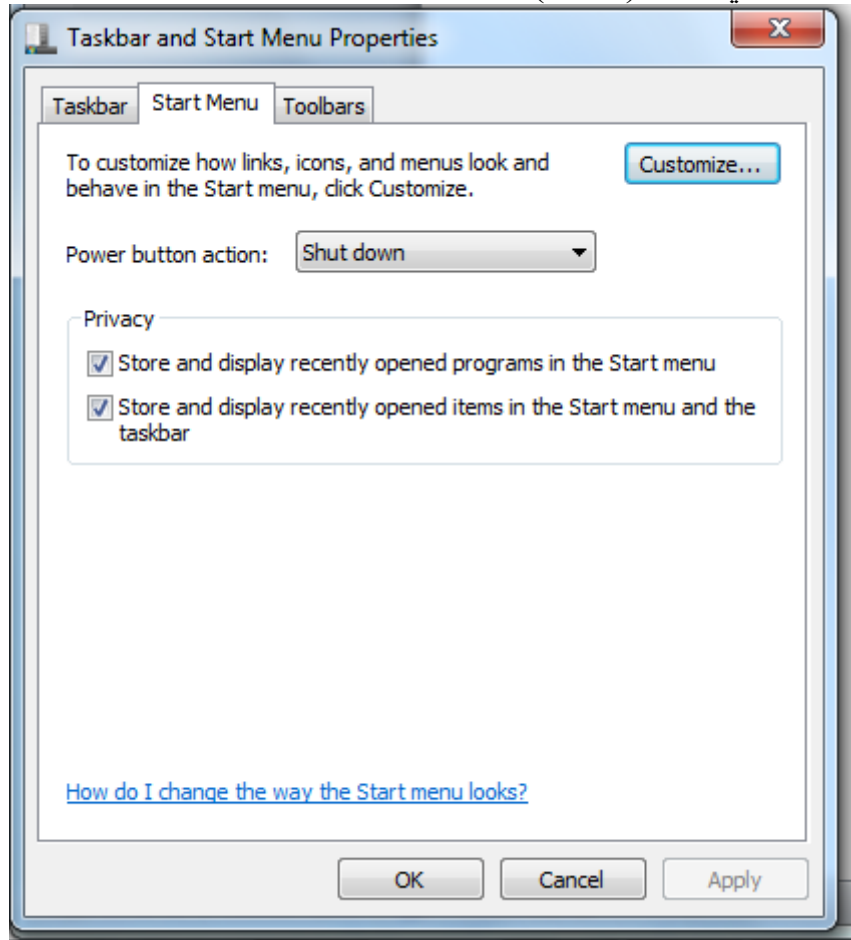 Taskbar and Start Menu Properties
Taskbar Start Menu Toolbars
To customize how links, icons, and menus look and
behave in the Start menu, click Customize.
Customize...
Power button action: Shut down
Privacy
Store and display recently opened programs in the Start menu
Store and display recently opened items in the Start menu and the
taskbar
How do I change the way the Start menu looks?
OK Cancel Apply